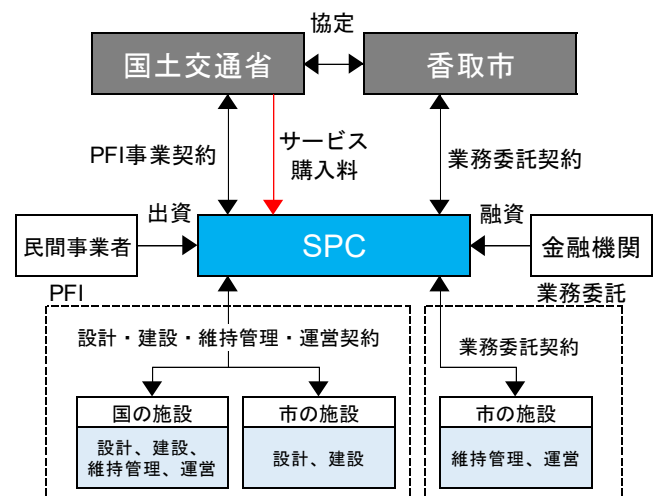 協定
国土交通省
香取市
PFI事業契約
サービス
購入料
業務委託契約
出資
融資
民間事業者
SPC
金融機関
PFI
業務委託
設計・建設・維持管理・運営契約
業務委託契約
国の施設
市の施設
市の施設
設計、建設、
維持管理、運営
設計、建設
維持管理、運営